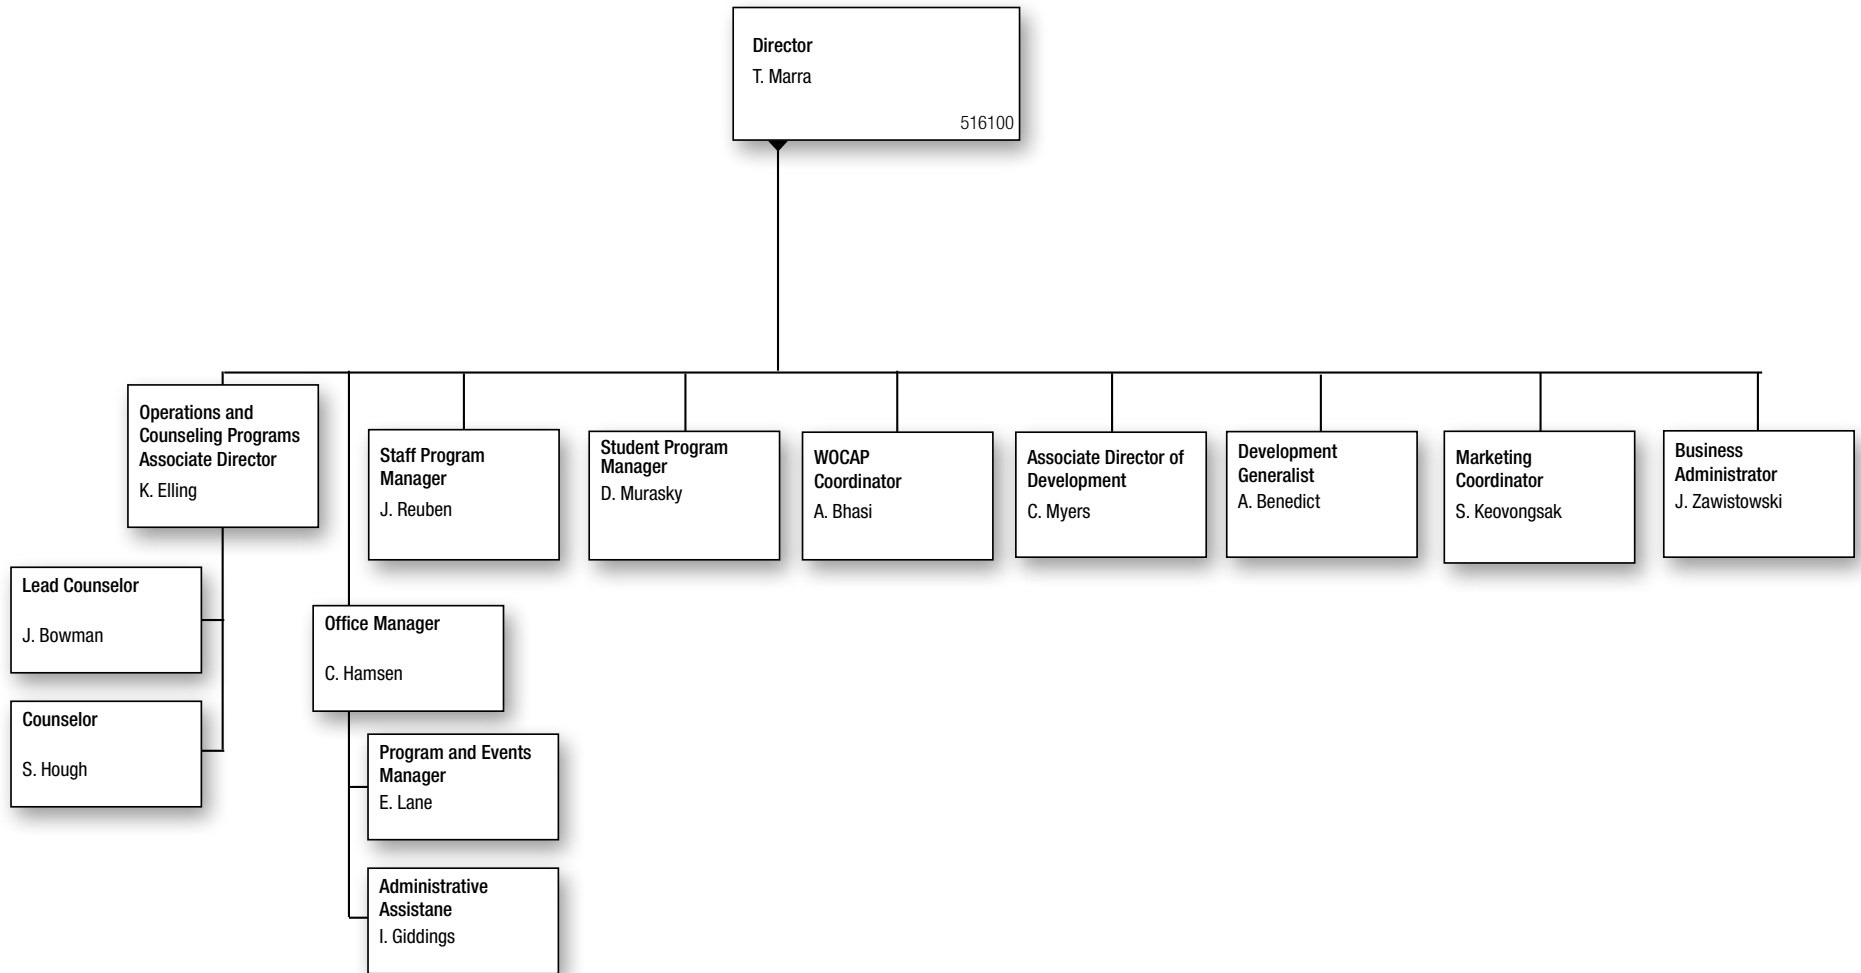 Director
T. Marra
516100
Operations and
Counseling Programs
Associate Director
K. Elling
Staff Program
Manager
J. Reuben
Student Program
Manager
D. Murasky
WOCAP
Coordinator
A. Bhasi
Associate Director of
Development
C. Myers
Development
Generalist
A. Benedict
Marketing
Coordinator
S. Keovongsak
Business
Administrator
J. Zawistowski
Lead Counselor
J. Bowman
Counselor
S. Hough
Office Manager
C. Hamsen
Program and Events
Manager
E. Lane
Administrative
Assistane
I. Giddings